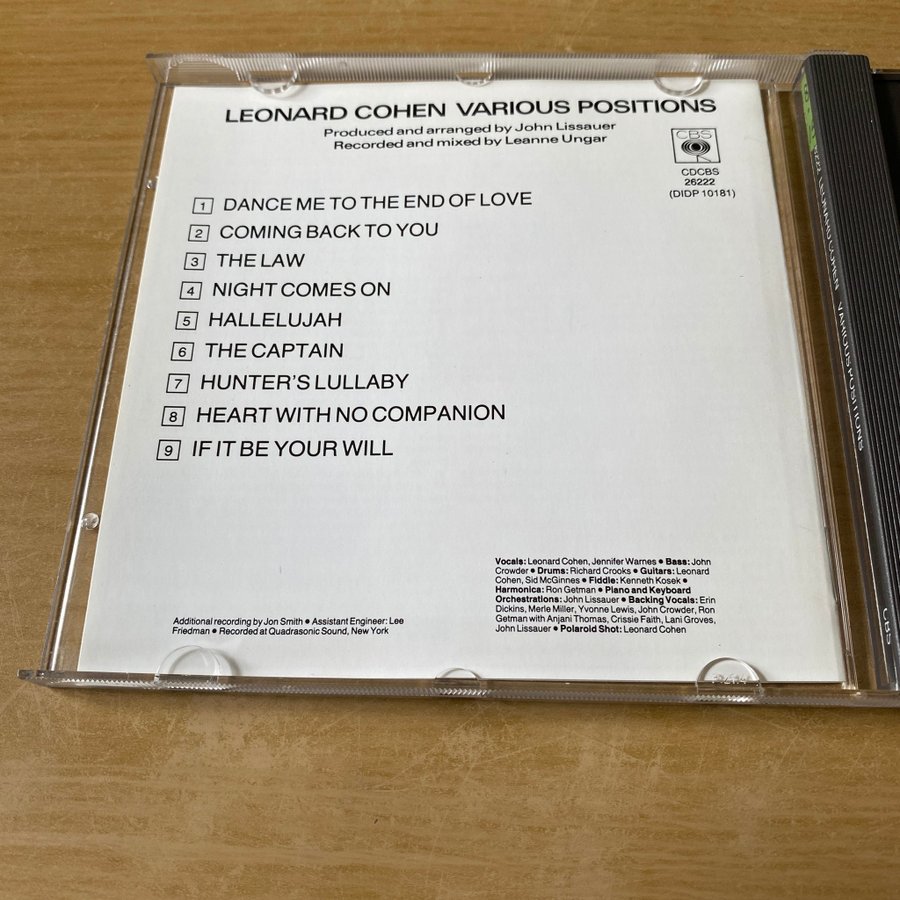 LEONARD COHEN VARIOUS POSITIONS
Produced and arranged by John Lissauer
Recorded and mixed by Leanne Ungar
CBS
CDCBS
26222
(DIDP 10181)
1 DANCE ME TO THE END OF LOVE
2 COMING BACK TO YOU
3 THE LAW
4 NIGHT COMES ON
5 HALLELUJAH
6 THE CAPTAIN
7 HUNTER'S LULLABY
8 HEART WITH NO COMPANION
9 IF IT BE YOUR WILL
Additional recording by Jon Smith ● Assistant Engineer: Lee
Friedman ● Recorded at Quadrasonic Sound, New York
Vocals: Leonard Cohen, Jennifer Warnes ● Bass: John
Crowder ● Drums: Richard Crooks ● Guitars: Leonard
Cohen, Sid McGinnes ● Fiddle: Kenneth Kosek ●
Harmonica: Ron Getman ● Piano and Keyboard
Orchestrations: John Lissauer ● Backing Vocals: Erin
Dickins, Merle Miller, Yvonne Lewis, John Crowder, Ron
Getman with Anjani Thomas, Crissie Faith, Lani Groves,
John Lissauer ● Polaroid Shot: Leonard Cohen
LEONARD COHEN VARIOUS POSITIONS
CBS